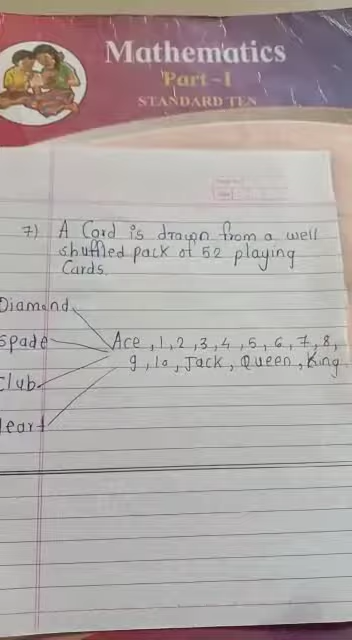 Mathematics
Part-I
STANDARD TEN
7) A Card is drawn from a well
shuffled pack of 52 playing
Cards.
Diamond
Spade
Club
Heart
Ace, 1, 2, 3, 4, 5, 6, 7, 8,
9, 10, Jack, Queen, King